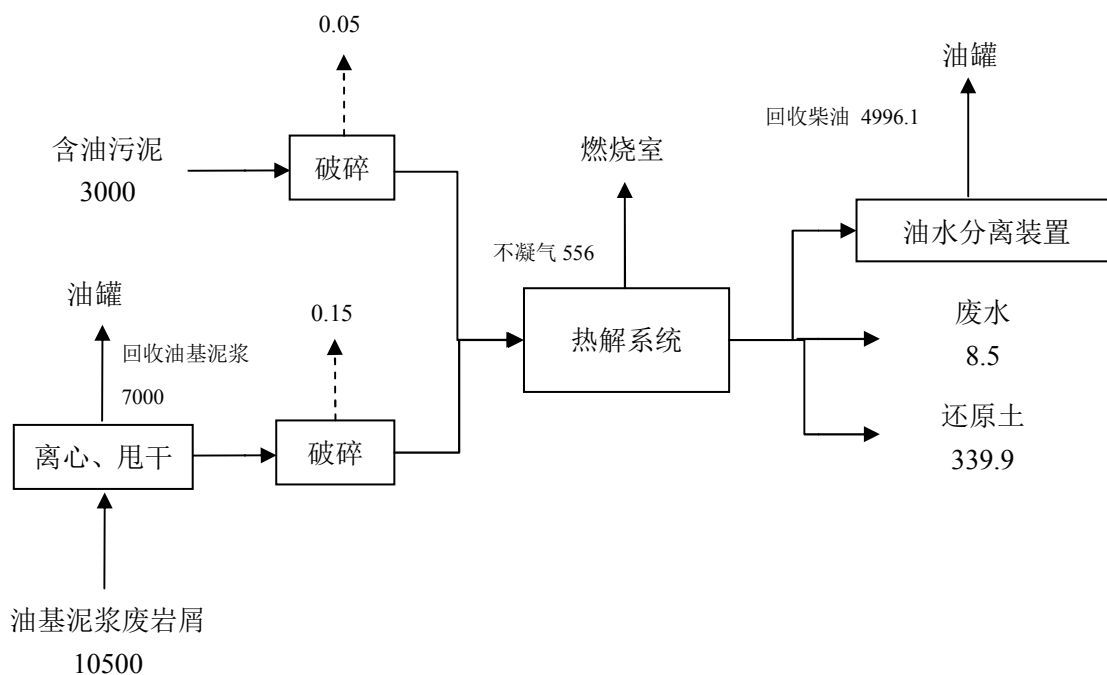 0.05
油罐
回收柴油 4996.1
含油污泥
3000
破碎
燃烧室
油水分离装置
不凝气 556
油罐
0.15
回收油基泥浆
7000
热解系统
废水
8.5
离心、甩干
破碎
还原土
339.9
油基泥浆废岩屑
10500